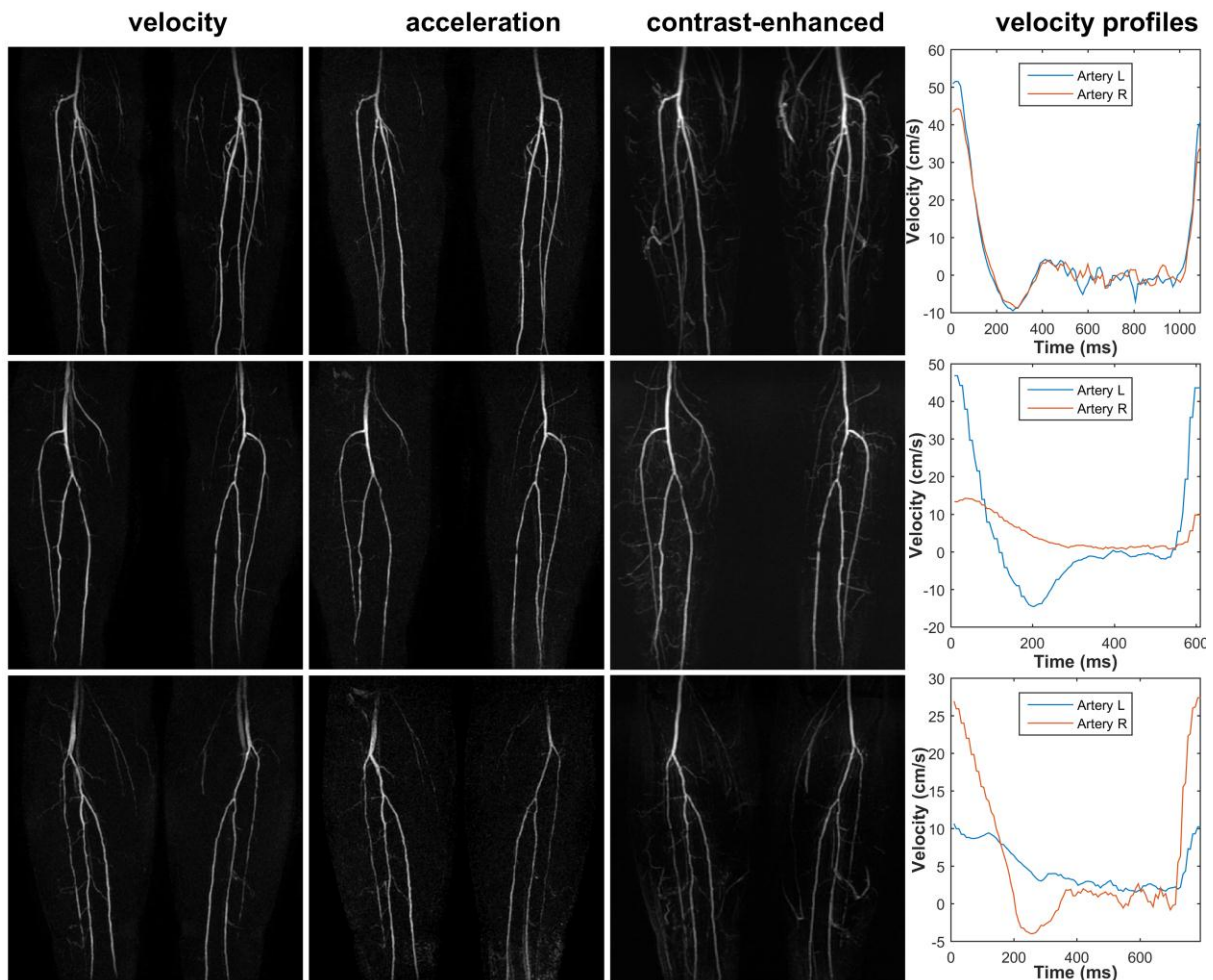 velocity acceleration contrast-enhanced velocity profiles
60
50
40
30
20
10
0
-10
Velocity (cm/s)
Artery L
Artery R
0 200 400 600 800 1000
Time (ms)
50
40
30
20
10
0
-10
-20
Velocity (cm/s)
Artery L
Artery R
0 200 400 600
Time (ms)
30
25
20
15
10
5
0
-5
Velocity (cm/s)
Artery L
Artery R
0 200 400 600
Time (ms)